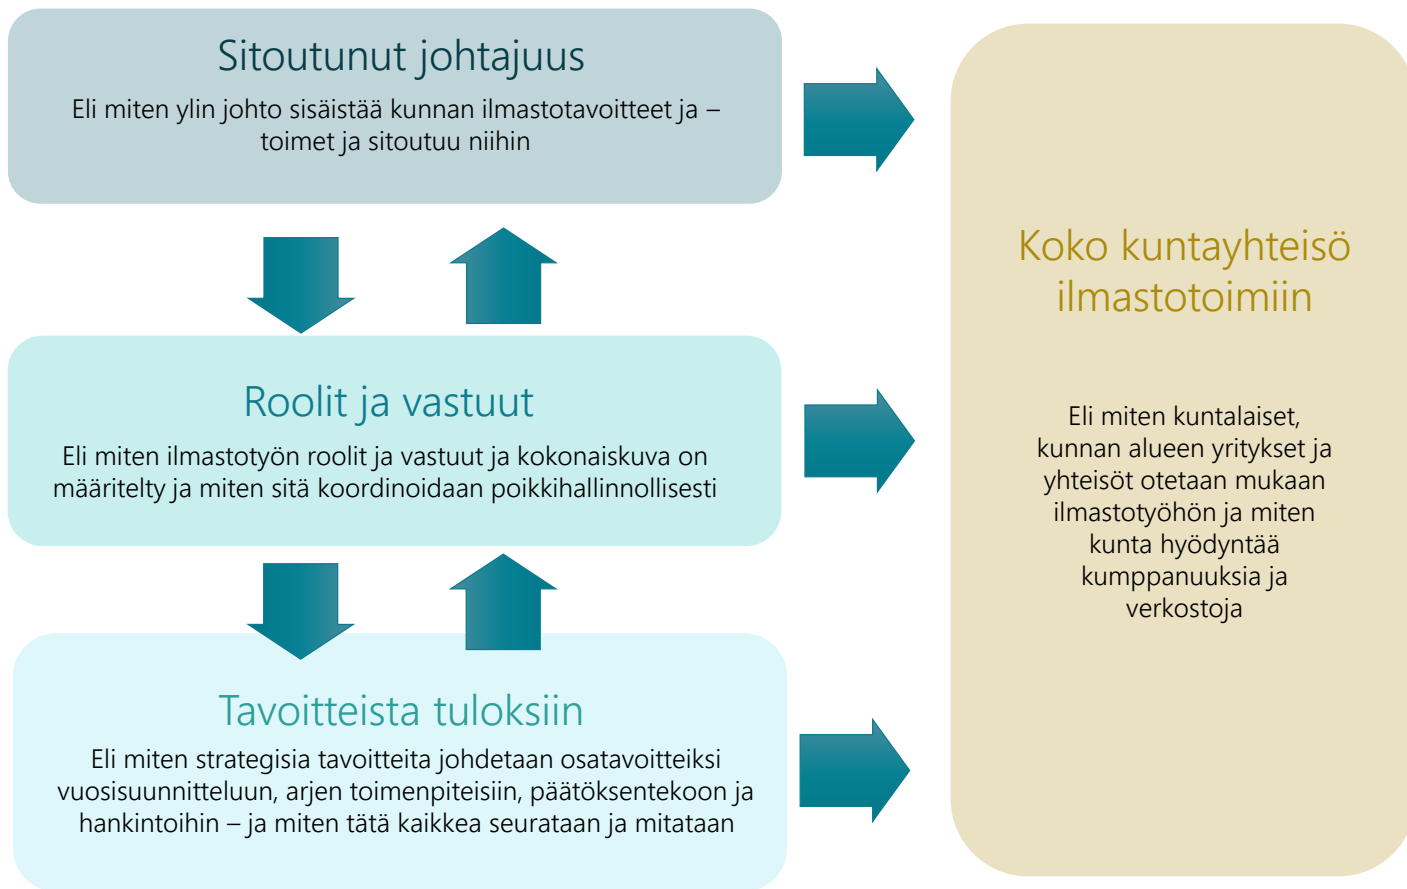 Sitoutunut johtajuus
Eli miten ylin johto sisäistää kunnan ilmastotavoitteet ja –
toimet ja sitoutuu niihin
Roolit ja vastuut
Eli miten ilmastotyön roolit ja vastuut ja kokonaiskuva on
määritelty ja miten sitä koordinoidaan poikkihallinnollisesti
Tavoitteista tuloksiin
Eli miten strategisia tavoitteita johdetaan osatavoitteiksi
vuosisuunnitteluun, arjen toimenpiteisiin, päätöksentekoon ja
hankintoihin – ja miten tätä kaikkea seurataan ja mitataan
Koko kuntayhteisö
ilmastotoimiin
Eli miten kuntalaiset,
kunnan alueen yritykset ja
yhteisöt otetaan mukaan
ilmastotyöhön ja miten
kunta hyödyntää
kumppanuuksia ja
verkostoja